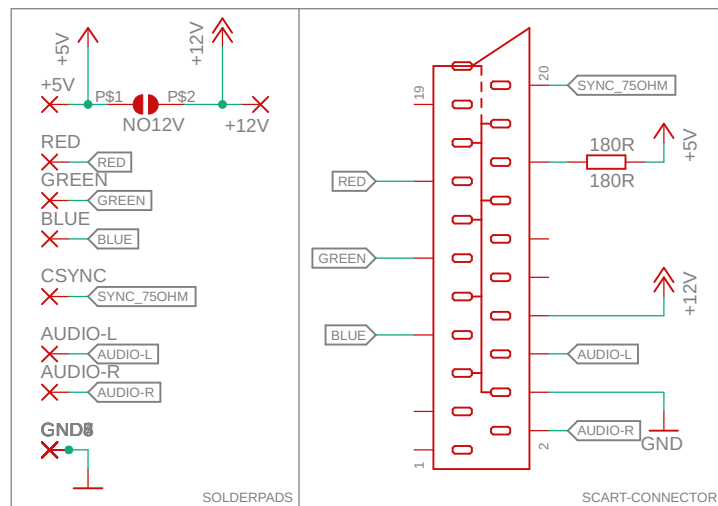 +5V
+12V
+5V
P$1
P$2
NO12V
+12V
RED
RED
GREEN
GREEN
BLUE
BLUE
CSYNC
SYNC_75OHM
AUDIO-L
AUDIO-L
AUDIO-R
AUDIO-R
SOLDERPADS
19
20
SYNC_75OHM
180R
180R
+5V
RED
GREEN
BLUE
+12V
AUDIO-L
GND
AUDIO-R
1
2
SCART-CONNECTOR